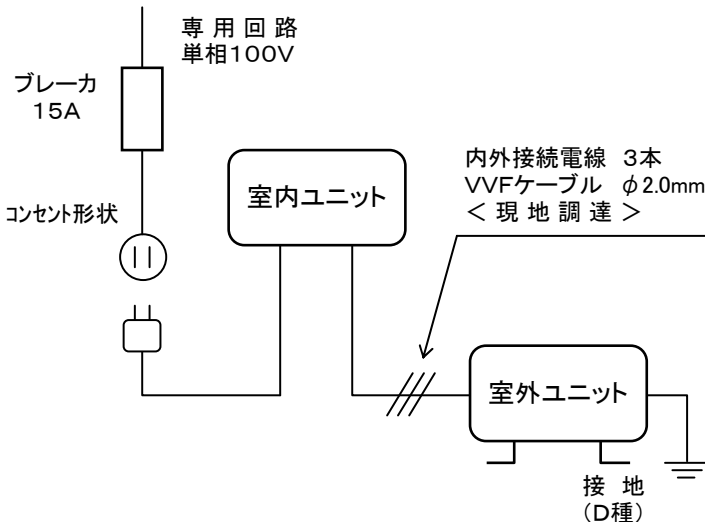 専用回路
単相100V
ブレーカ
15A
コンセント形状
室内ユニット
内外接続電線 3本
VVFケーブル φ2.0mm
＜現地調達＞
室外ユニット
接地
(D種)